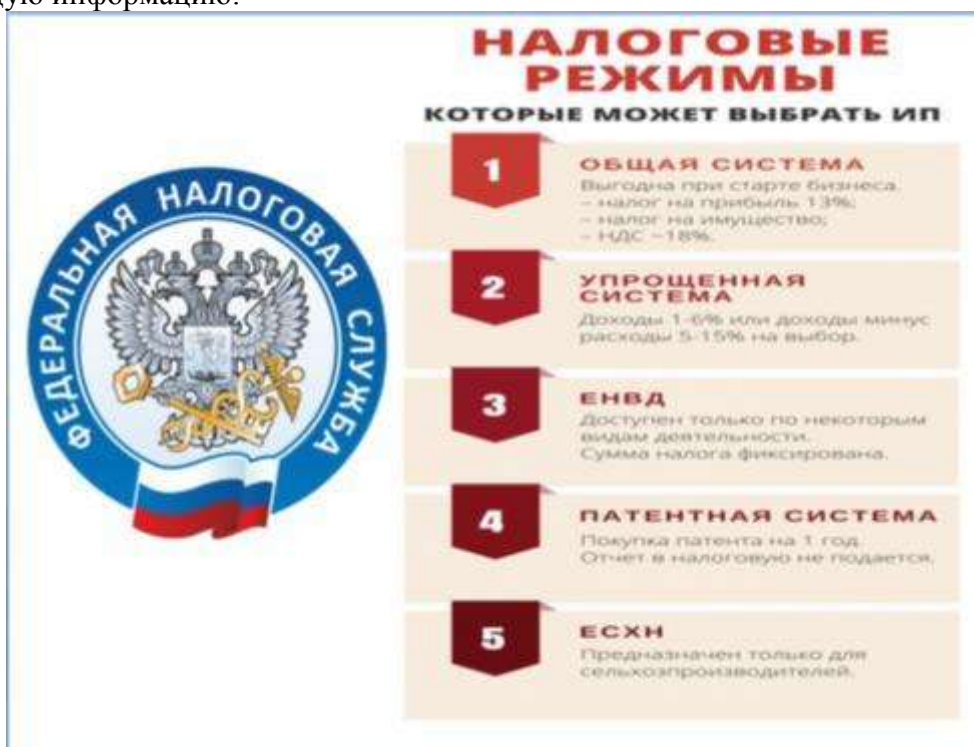 дую информацию:
НАЛОГОВЫЕ
РЕЖИМЫ
КОТОРЫЕ МОЖЕТ ВЫБРАТЬ ИП
ФЕДЕРАЛЬНАЯ НАЛОГОВАЯ СЛУЖБА
1
ОБЩАЯ СИСТЕМА
Выгодна при старте бизнеса.
– налог на прибыль 13%;
– налог на имущество;
– НДС –18%.
2
УПРОЩЕННАЯ
СИСТЕМА
Доходы 1-6% или доходы минус
расходы 5-15% на выбор.
3
ЕНВД
Доступен только по некоторым
видам деятельности.
Сумма налога фиксирована.
4
ПАТЕНТНАЯ СИСТЕМА
Покупка патента на 1 год.
Отчет в налоговую не подается.
5
ЕСХН
Предназначен только для
сельхозпроизводителей.